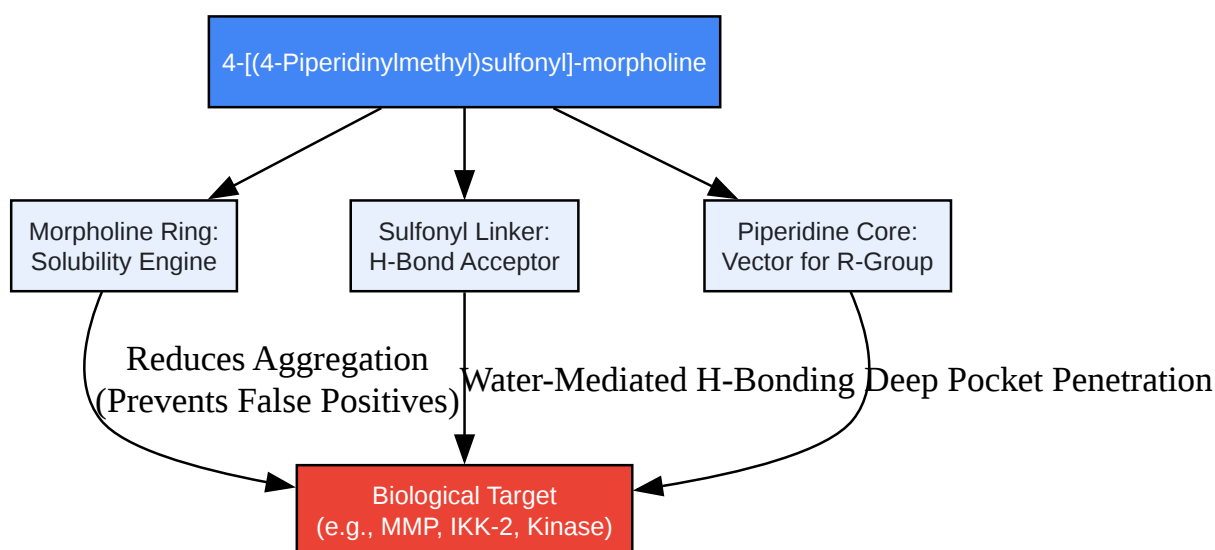 4-[(4-Piperidinylmethyl)sulfonyl]-morpholine
Morpholine Ring:
Solubility Engine
Sulfonyl Linker:
H-Bond Acceptor
Piperidine Core:
Vector for R-Group
Reduces Aggregation
(Prevents False Positives)
Water-Mediated H-Bonding
Deep Pocket Penetration
Biological Target
(e.g., MMP, IKK-2, Kinase)